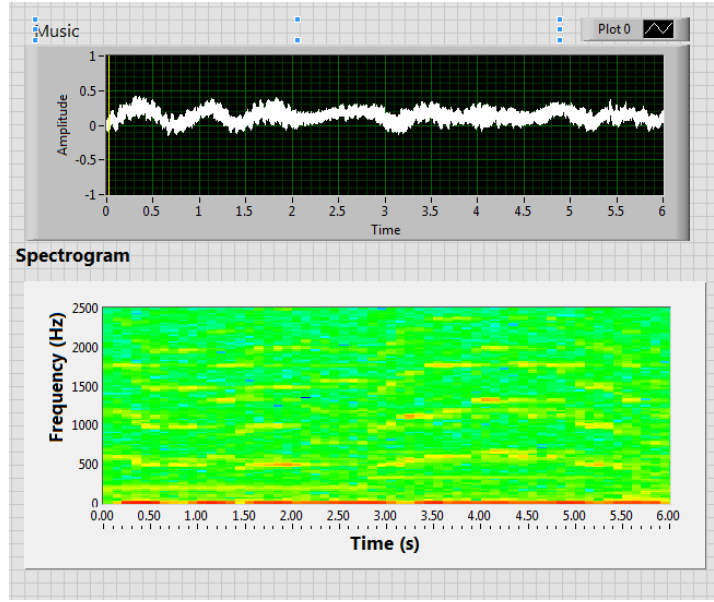 Music
Plot 0
1
0.5
0
-0.5
-1
Amplitude
0 0.5 1 1.5 2 2.5 3 3.5 4 4.5 5 5.5 6
Time
Spectrogram
2500
2000
1500
1000
500
0
Frequency (Hz)
0.00 0.50 1.00 1.50 2.00 2.50 3.00 3.50 4.00 4.50 5.00 5.50 6.00
Time (s)